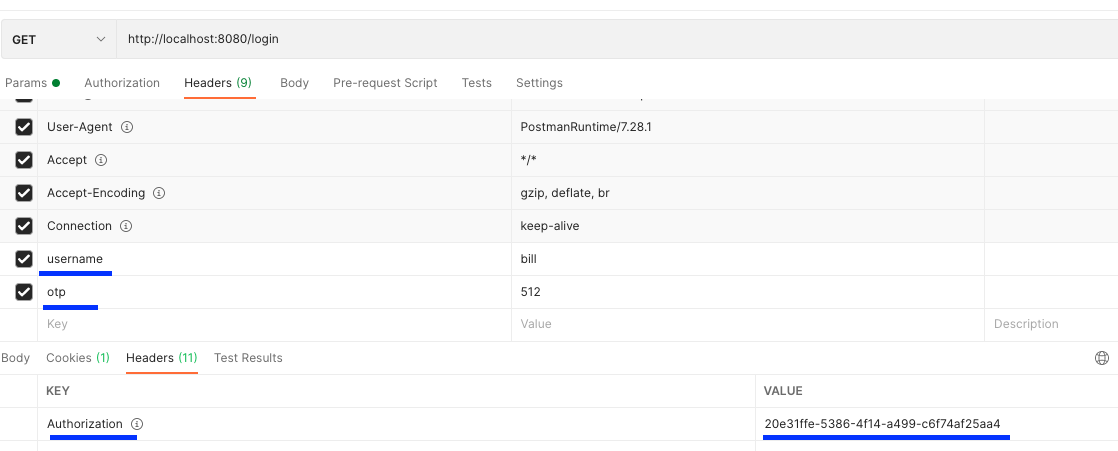 GET http://localhost:8080/login
Params Authorization Headers (9) Body Pre-request Script Tests Settings
User-Agent PostmanRuntime/7.28.1
Accept */*
Accept-Encoding gzip, deflate, br
Connection keep-alive
username bill
otp 512
Key Value Description
Body Cookies (1) Headers (11) Test Results
KEY VALUE
Authorization 20e31ffe-5386-4f14-a499-c6f74af25aa4